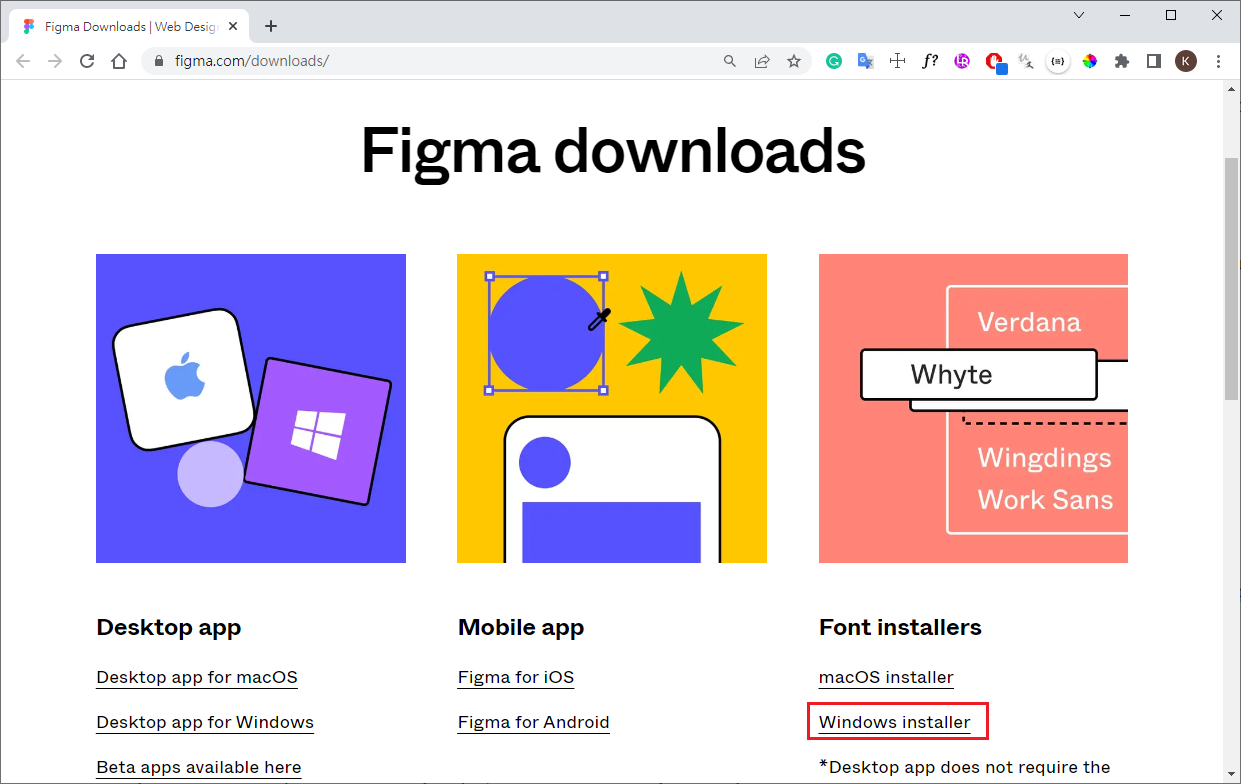 Figma Downloads | Web Design
figma.com/downloads/
f?
LR
{≡}
K
Figma downloads
Verdana
Whyte
Wingdings
Work Sans
Desktop app
Desktop app for macOS
Desktop app for Windows
Beta apps available here
Mobile app
Figma for iOS
Figma for Android
Font installers
macOS installer
Windows installer
*Desktop app does not require the